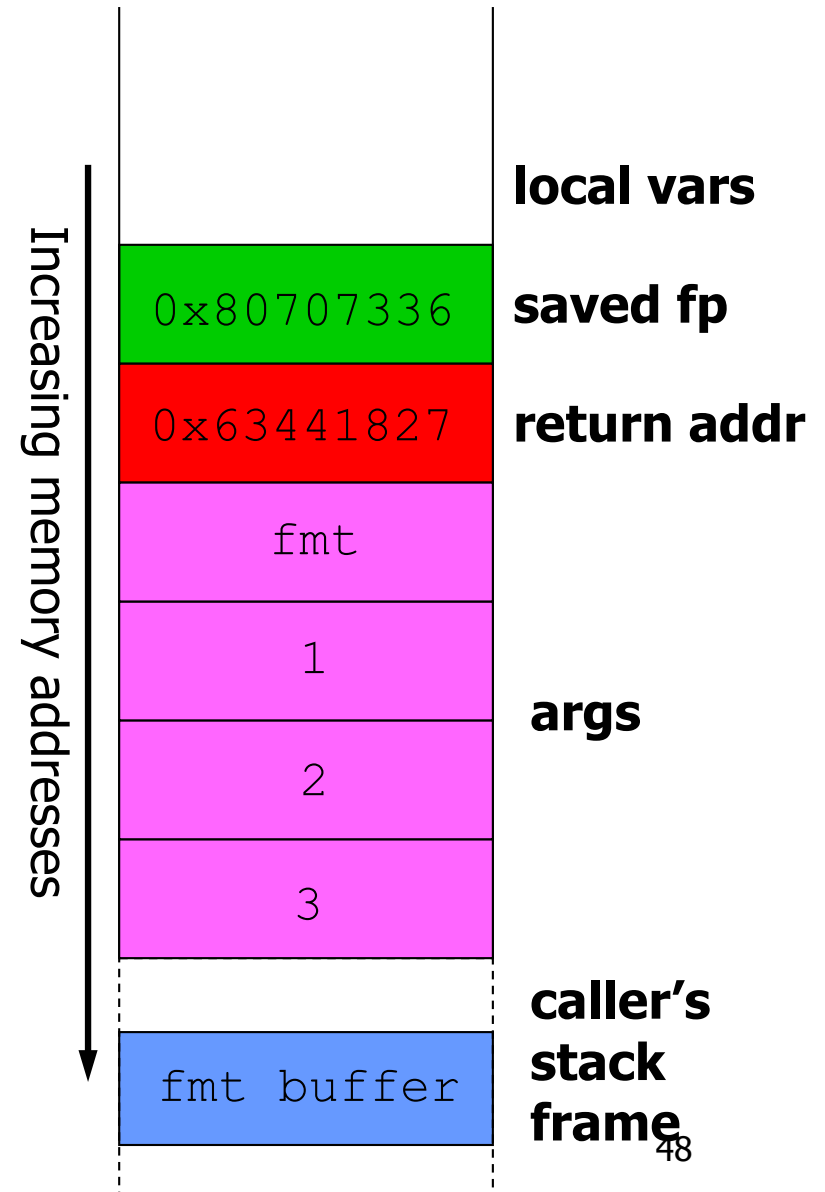 Increasing memory addresses
local vars
0x80707336
saved fp
0x63441827
return addr
fmt
1
args
2
3
caller’s
stack
frame
fmt buffer
48